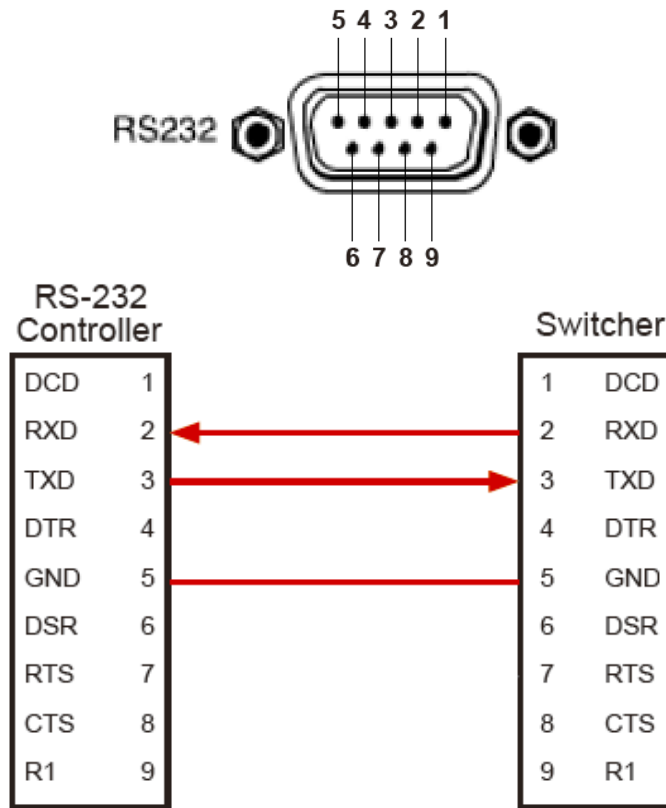 5 4 3 2 1
RS232
6 7 8 9
RS-232
Controller
Switcher
DCD 1
1 DCD
RXD 2
2 RXD
TXD 3
3 TXD
DTR 4
4 DTR
GND 5
5 GND
DSR 6
6 DSR
RTS 7
7 RTS
CTS 8
8 CTS
R1 9
9 R1